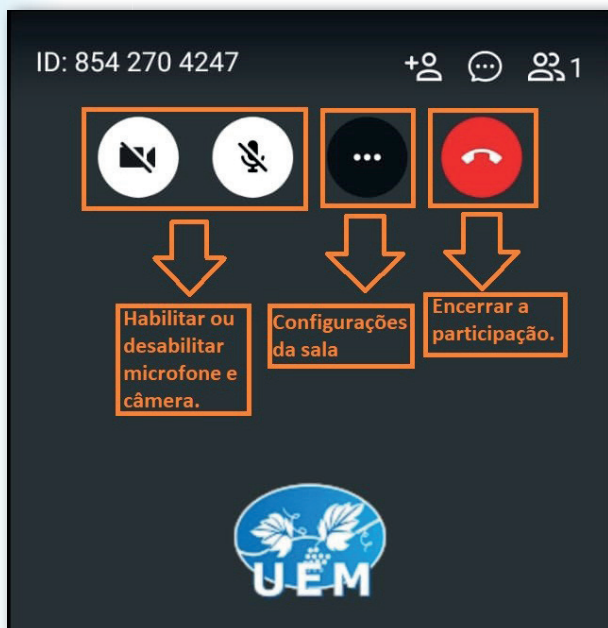 ID: 854 270 4247
1
Habilitar ou
desabilitar
microfone e
câmera.
Configurações
da sala
Encerrar a
participação.
UEM